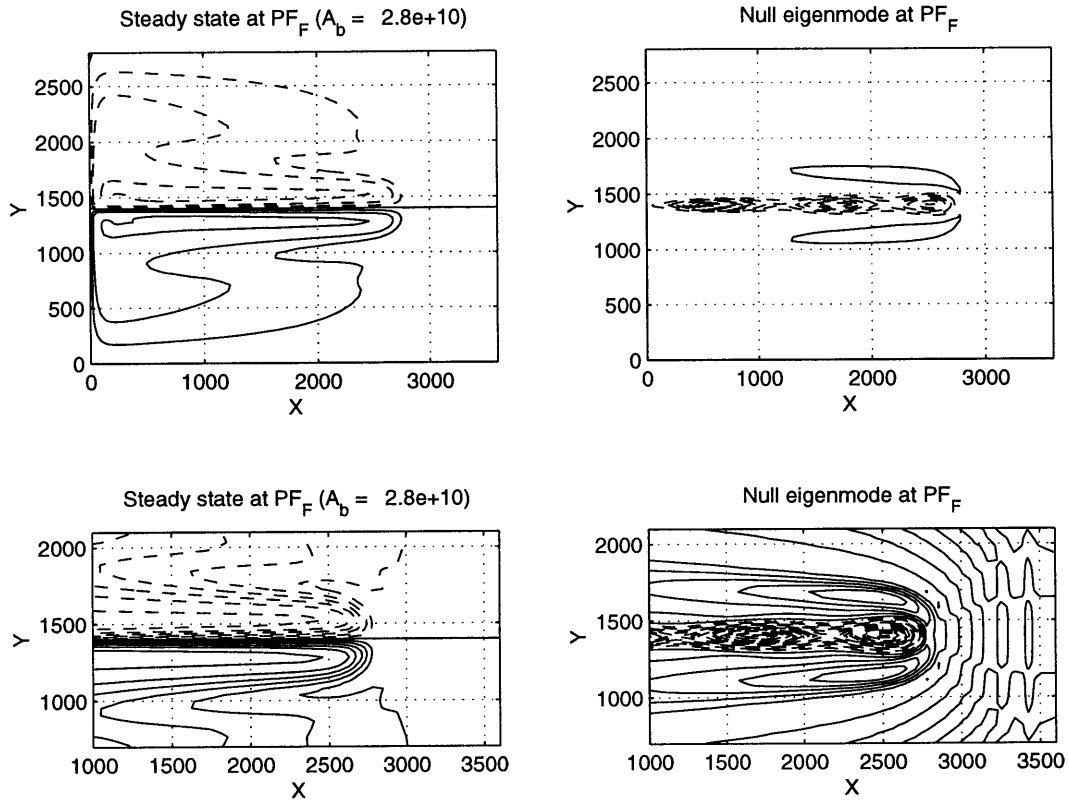 Steady state at PF_F (A_b = 2.8e+10)
Y
2500
2000
1500
1000
500
0
0 1000 2000 3000
X
Null eigenmode at PF_F
Y
2500
2000
1500
1000
500
0
0 1000 2000 3000
X
Steady state at PF_F (A_b = 2.8e+10)
Y
2000
1500
1000
1000 1500 2000 2500 3000 3500
X
Null eigenmode at PF_F
Y
2000
1500
1000
1000 1500 2000 2500 3000 3500
X